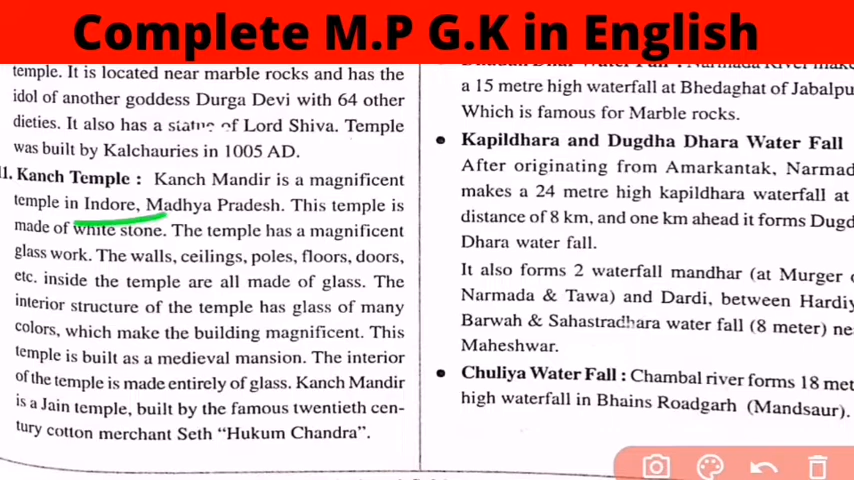 Complete M.P G.K in English
temple. It is located near marble rocks and has the
idol of another goddess Durga Devi with 64 other
dieties. It also has a statue of Lord Shiva. Temple
was built by Kalchauries in 1005 AD.
11. Kanch Temple : Kanch Mandir is a magnificent
temple in Indore, Madhya Pradesh. This temple is
made of white stone. The temple has a magnificent
glass work. The walls, ceilings, poles, floors, doors,
etc. inside the temple are all made of glass. The
interior structure of the temple has glass of many
colors, which make the building magnificent. This
temple is built as a medieval mansion. The interior
of the temple is made entirely of glass. Kanch Mandir
is a Jain temple, built by the famous twentieth cen-
tury cotton merchant Seth “Hukum Chandra”.
Water Fall : Narmada River
a 15 metre high waterfall at Bhedaghat of Jabalpu
Which is famous for Marble rocks.
● Kapildhara and Dugdha Dhara Water Fall
After originating from Amarkantak, Narmad
makes a 24 metre high kapildhara waterfall at
distance of 8 km, and one km ahead it forms Dugd
Dhara water fall.
It also forms 2 waterfall mandhar (at Murger
Narmada & Tawa) and Dardi, between Hardiy
Barwah & Sahastradhara water fall (8 meter) ne
Maheshwar.
● Chuliya Water Fall : Chambal river forms 18 met
high waterfall in Bhains Roadgarh (Mandsaur).